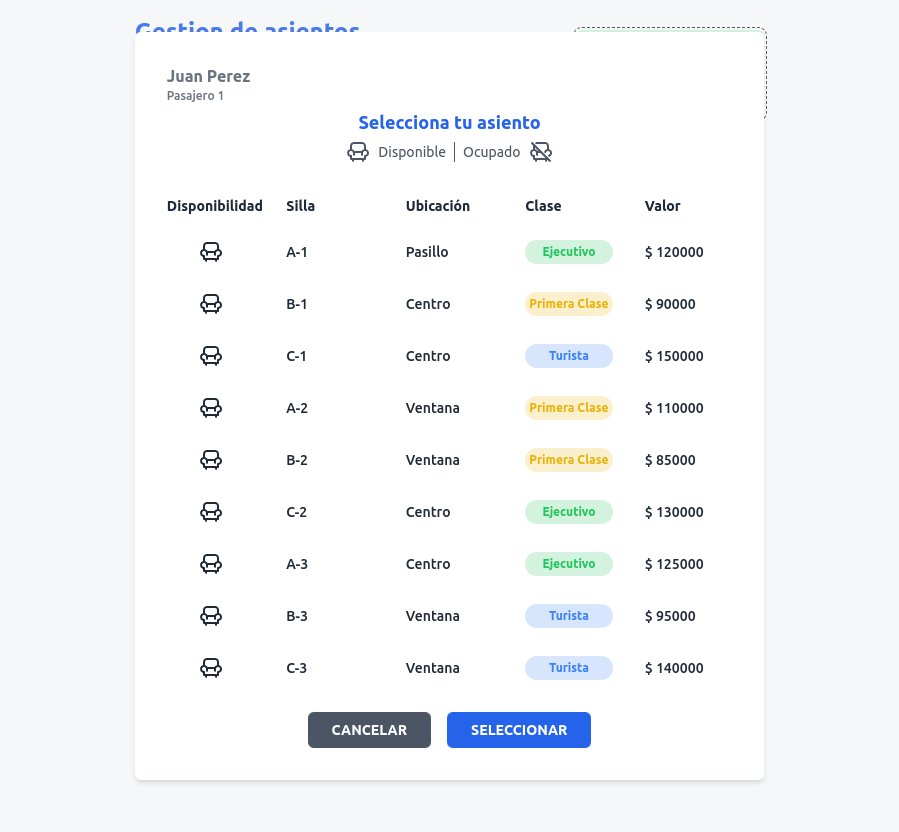 Gestion de asientos
Juan Perez
Pasajero 1
Selecciona tu asiento
Disponible | Ocupado
Disponibilidad Silla Ubicación Clase Valor
A-1 Pasillo Ejecutivo $ 120000
B-1 Centro Primera Clase $ 90000
C-1 Centro Turista $ 150000
A-2 Ventana Primera Clase $ 110000
B-2 Ventana Primera Clase $ 85000
C-2 Centro Ejecutivo $ 130000
A-3 Centro Ejecutivo $ 125000
B-3 Ventana Turista $ 95000
C-3 Ventana Turista $ 140000
CANCELAR SELECCIONAR